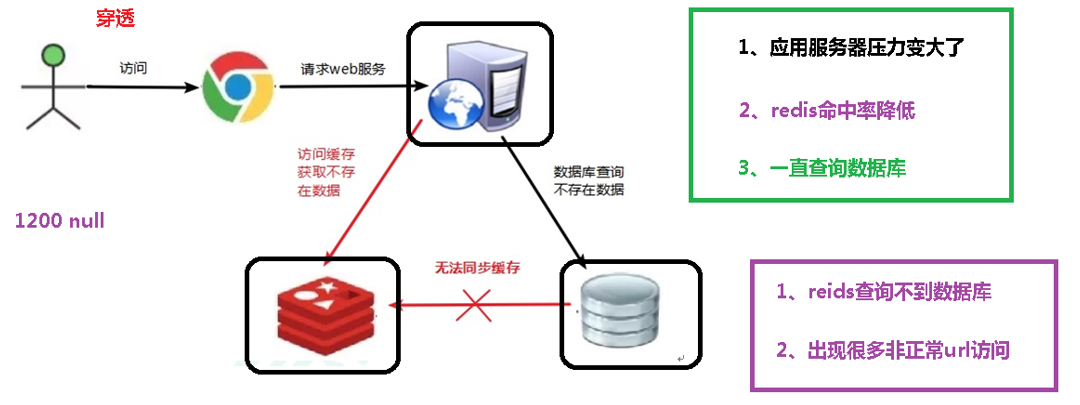 穿透
访问
请求web服务
访问缓存
获取不存
在数据
数据库查询
不存在数据
1200 null
无法同步缓存
1、应用服务器压力变大了
2、redis命中率降低
3、一直查询数据库
1、reids查询不到数据库
2、出现很多非正常url访问